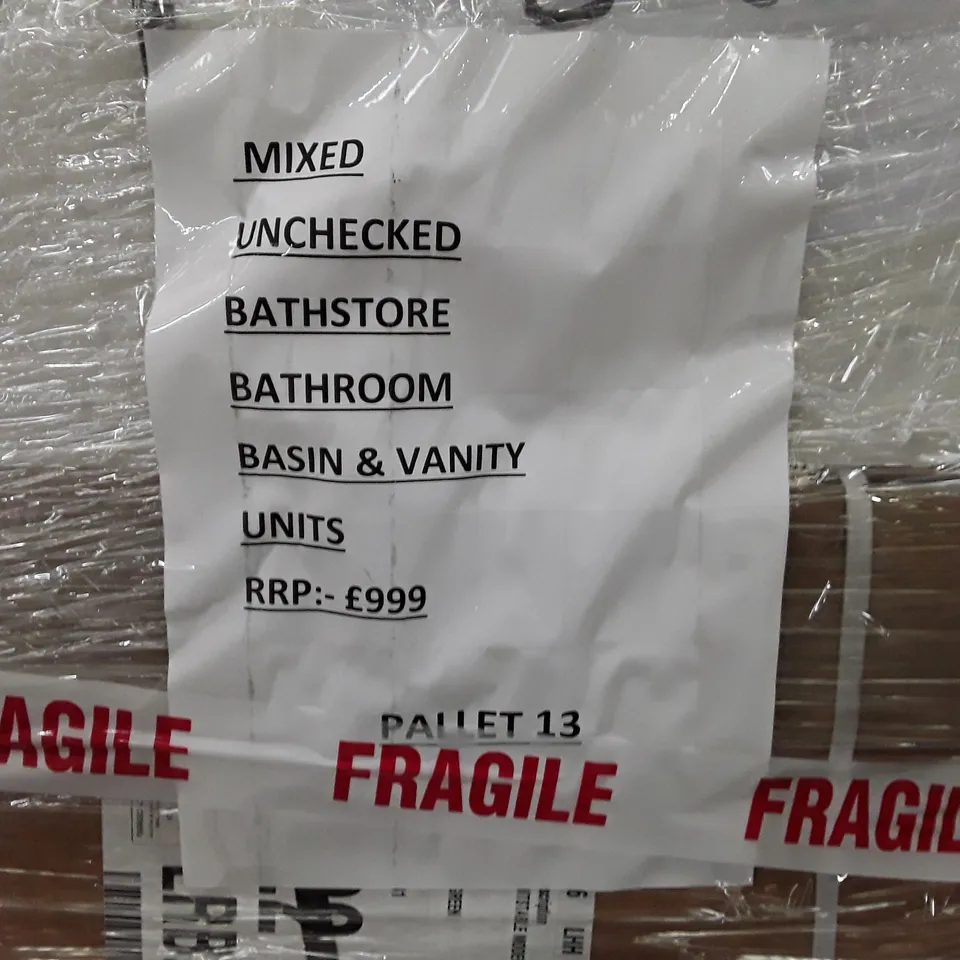 MIXED
UNCHECKED
BATHSTORE
BATHROOM
BASIN & VANITY
UNITS
RRP:- £999
PALLET 13
AGILE FRAGILE FRAGIL